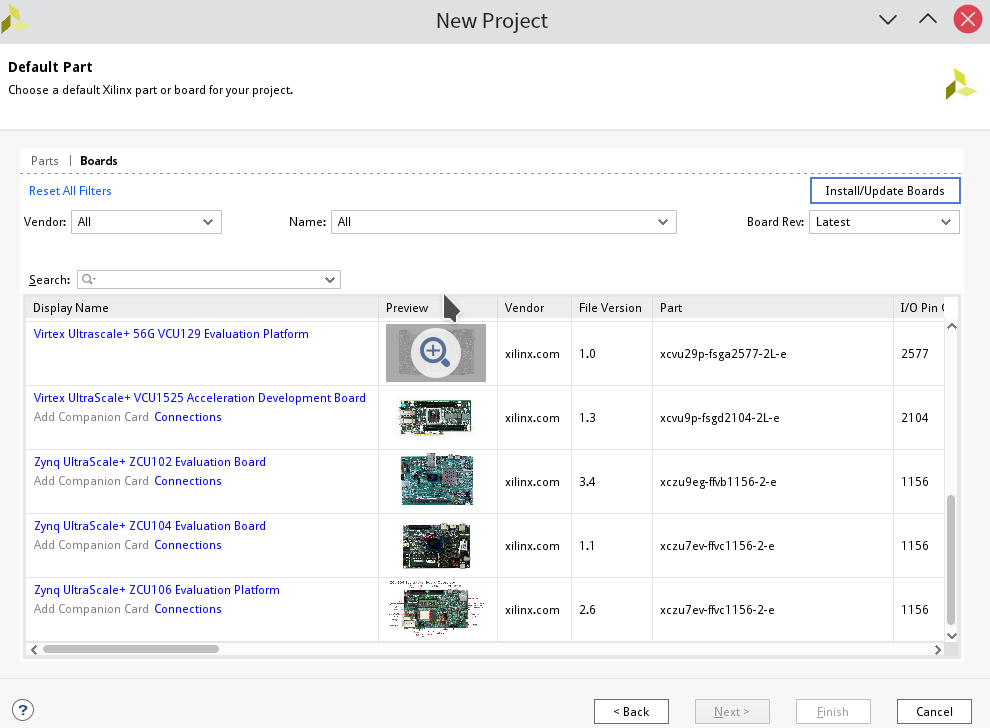 New Project
Default Part
Choose a default Xilinx part or board for your project.
Parts | Boards
Reset All Filters
Install/Update Boards
Vendor: All Name: All Board Rev: Latest
Search:
Display Name Preview Vendor File Version Part I/O Pin
Virtex Ultrascale+ 56G VCU129 Evaluation Platform xilinx.com 1.0 xcvu29p-fsga2577-2L-e 2577
Virtex UltraScale+ VCU1525 Acceleration Development Board
Add Companion Card Connections xilinx.com 1.3 xcvu9p-fsgd2104-2L-e 2104
Zynq UltraScale+ ZCU102 Evaluation Board
Add Companion Card Connections xilinx.com 3.4 xczu9eg-ffvb1156-2-e 1156
Zynq UltraScale+ ZCU104 Evaluation Board
Add Companion Card Connections xilinx.com 1.1 xczu7ev-ffvc1156-2-e 1156
Zynq UltraScale+ ZCU106 Evaluation Platform
Add Companion Card Connections xilinx.com 2.6 xczu7ev-ffvc1156-2-e 1156
? < Back Next > Finish Cancel